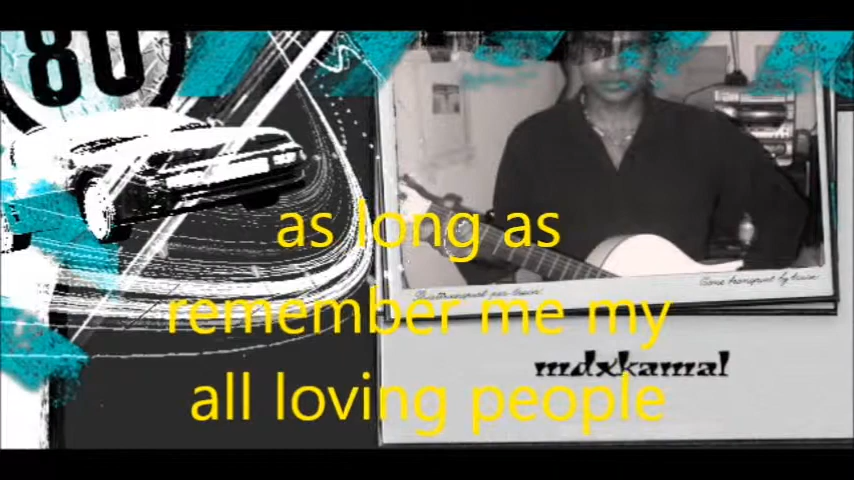 80
as long as
remember me my
all loving people
mdxkamal